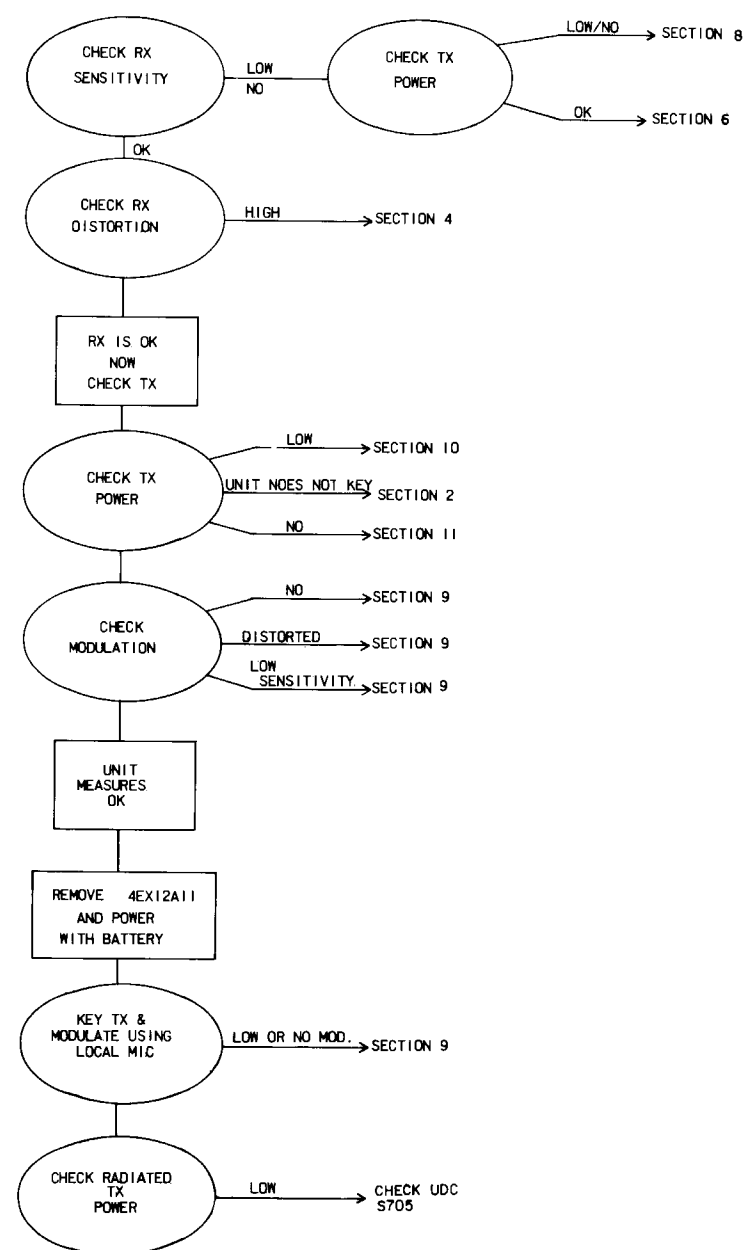 CHECK RX
SENSITIVITY
LOW
NO
CHECK TX
POWER
LOW/NO
SECTION 8
OK
SECTION 6
OK
CHECK RX
DISTORTION
HIGH
SECTION 4
RX IS OK
NOW
CHECK TX
CHECK TX
POWER
LOW
SECTION 10
UNIT NOES NOT KEY
SECTION 2
NO
SECTION 11
CHECK
MODULATION
NO
SECTION 9
DISTORTED
SECTION 9
LOW
SENSITIVITY.
SECTION 9
UNIT
MEASURES
OK
REMOVE 4EX12A11
AND POWER
WITH BATTERY
KEY TX &
MODULATE USING
LOCAL MIC
LOW OR NO MOD.
SECTION 9
CHECK RADIATED
TX
POWER
LOW
CHECK UDC
S705